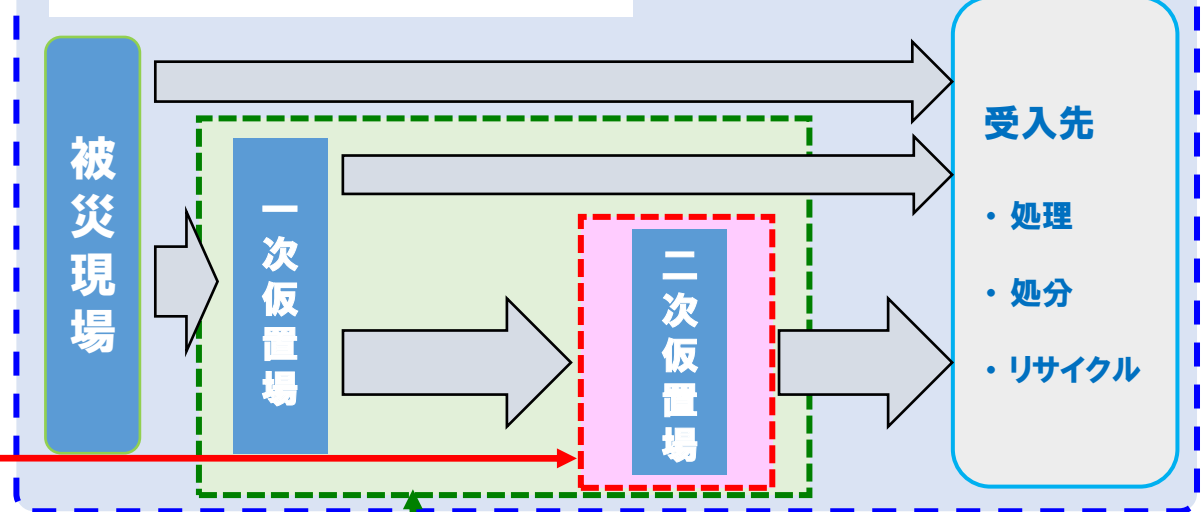 被災現場
一次仮置場
二次仮置場
受入先
・処理
・処分
・リサイクル